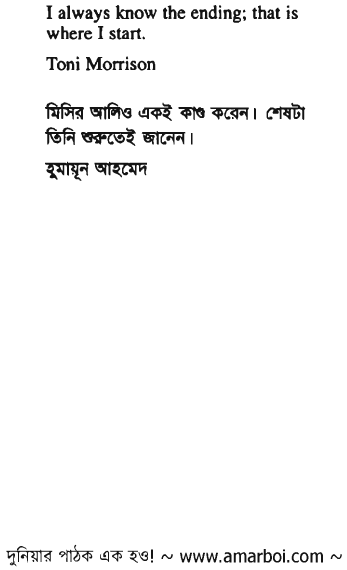 I always know the ending; that is
where I start.
Toni Morrison
মিসির আলিও একই কাণ্ড করেন। শেষটা
তিনি শুরুতেই জানেন।
হুমায়ূন আহমেদ
দুনিয়ার পাঠক এক হও! ~ www.amarboi.com ~